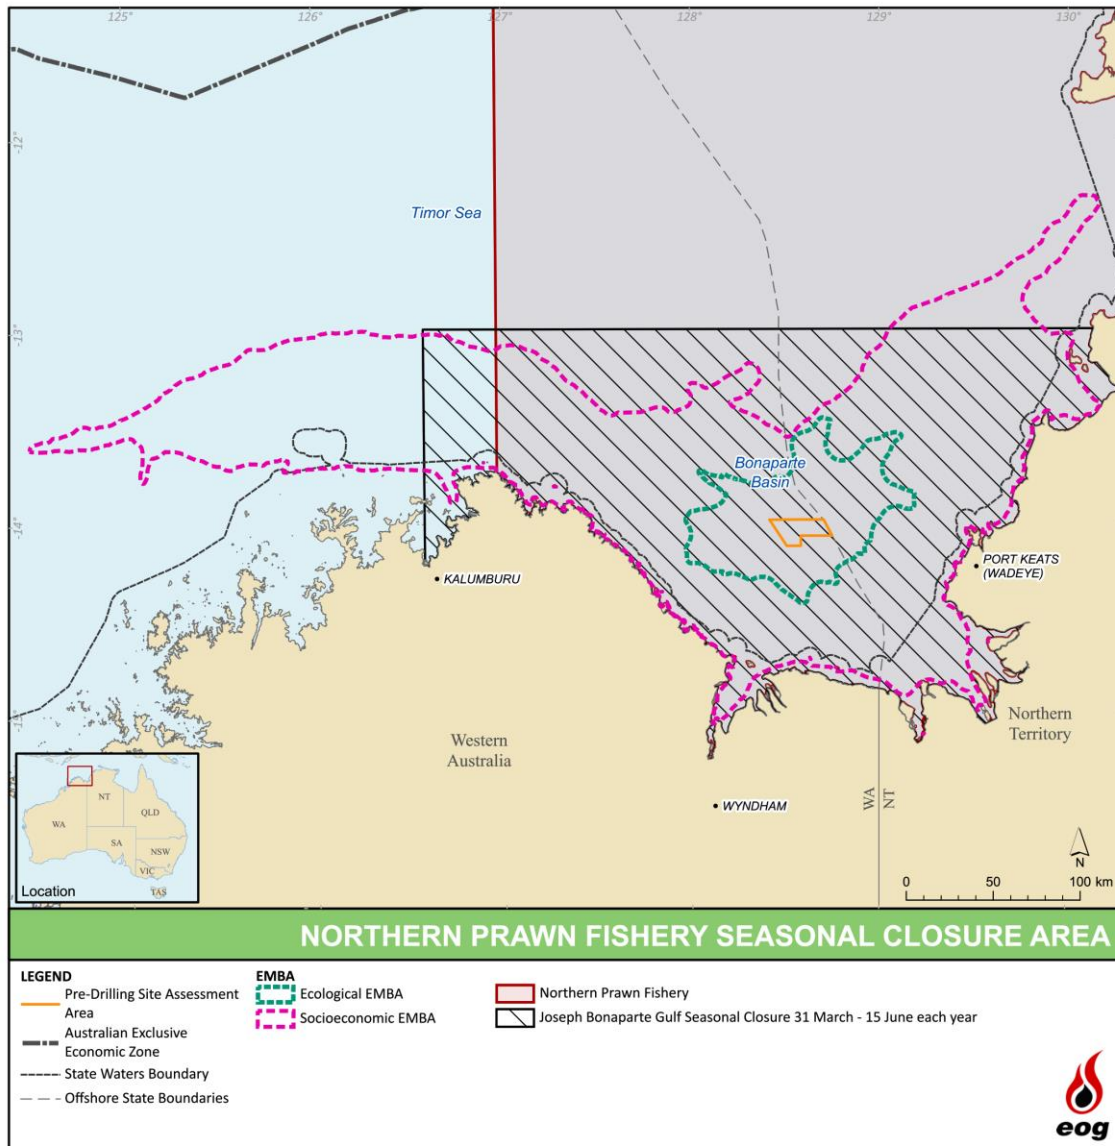 125°
126°
127°
128°
129°
130°
-12°
Timor Sea
-13°
Bonaparte
Basin
-14°
KALUMBURU
PORT KEATS
(WADEYE)
Northern
Territory
Western
Australia
WA
NT
WYNDHAM
N
0 50 100 km
WA
NT
QLD
SA
NSW
VIC
TAS
Location
NORTHERN PRAWN FISHERY SEASONAL CLOSURE AREA
LEGEND
Pre-Drilling Site Assessment
Area
Australian Exclusive
Economic Zone
State Waters Boundary
Offshore State Boundaries
EMBA
Ecological EMBA
Socioeconomic EMBA
Northern Prawn Fishery
Joseph Bonaparte Gulf Seasonal Closure 31 March - 15 June each year
eog